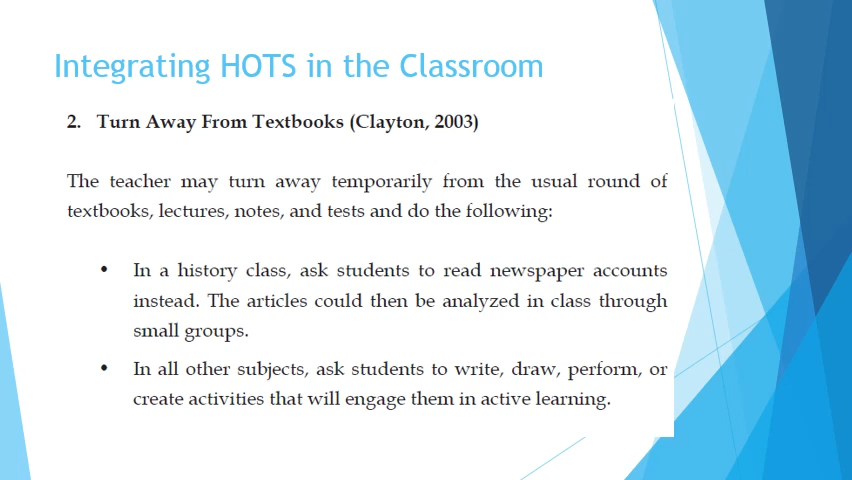 Integrating HOTS in the Classroom
2. Turn Away From Textbooks (Clayton, 2003)
The teacher may turn away temporarily from the usual round of
textbooks, lectures, notes, and tests and do the following:
• In a history class, ask students to read newspaper accounts
instead. The articles could then be analyzed in class through
small groups.
• In all other subjects, ask students to write, draw, perform, or
create activities that will engage them in active learning.